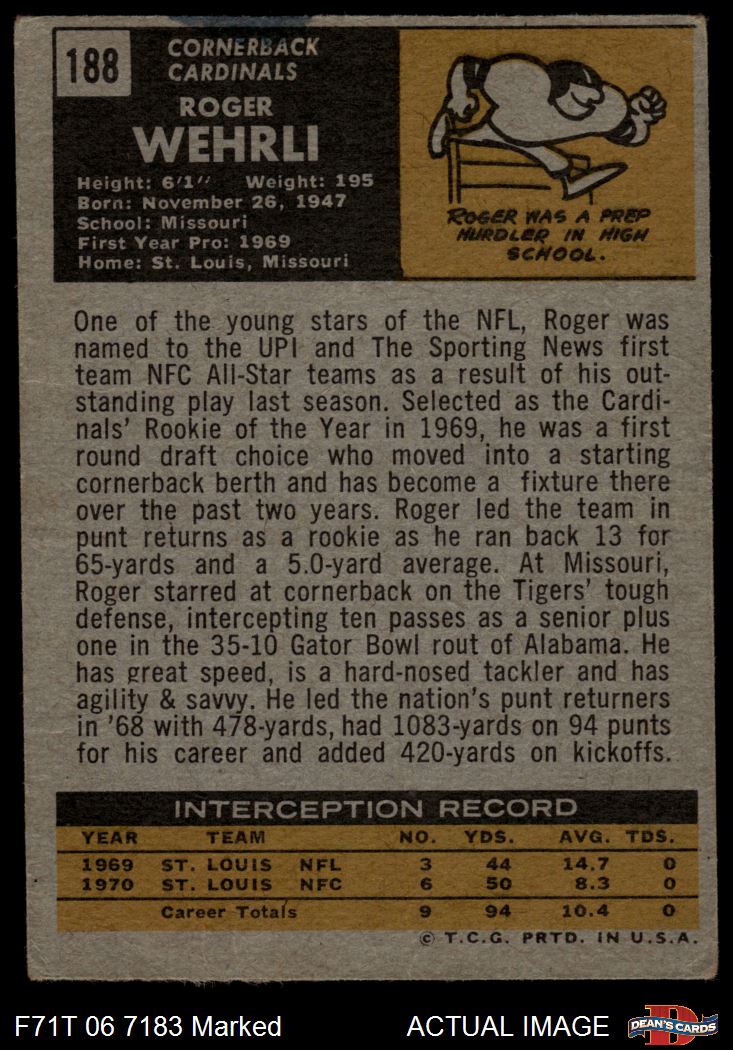 188
CORNERBACK
CARDINALS
ROGER
WEHRLI
Height: 6'1" Weight: 195
Born: November 26, 1947
School: Missouri
First Year Pro: 1969
Home: St. Louis, Missouri
ROGER WAS A PREP
HURDLER IN HIGH
SCHOOL.
One of the young stars of the NFL, Roger was
named to the UPI and The Sporting News first
team NFC All-Star teams as a result of his out-
standing play last season. Selected as the Cardi-
nals' Rookie of the Year in 1969, he was a first
round draft choice who moved into a starting
cornerback berth and has become a fixture there
over the past two years. Roger led the team in
punt returns as a rookie as he ran back 13 for
65-yards and a 5.0-yard average. At Missouri,
Roger starred at cornerback on the Tigers' tough
defense, intercepting ten passes as a senior plus
one in the 35-10 Gator Bowl rout of Alabama. He
has great speed, is a hard-nosed tackler and has
agility & savvy. He led the nation's punt returners
in '68 with 478-yards, had 1083-yards on 94 punts
for his career and added 420-yards on kickoffs.
INTERCEPTION RECORD
YEAR TEAM NO. YDS. AVG. TDS.
1969 ST. LOUIS NFL 3 44 14.7 0
1970 ST. LOUIS NFC 6 50 8.3 0
Career Totals 9 94 10.4 0
© T.C.G. PRTD. IN U.S.A.
F71T 06 7183 Marked ACTUAL IMAGE
DEAN'S CARDS